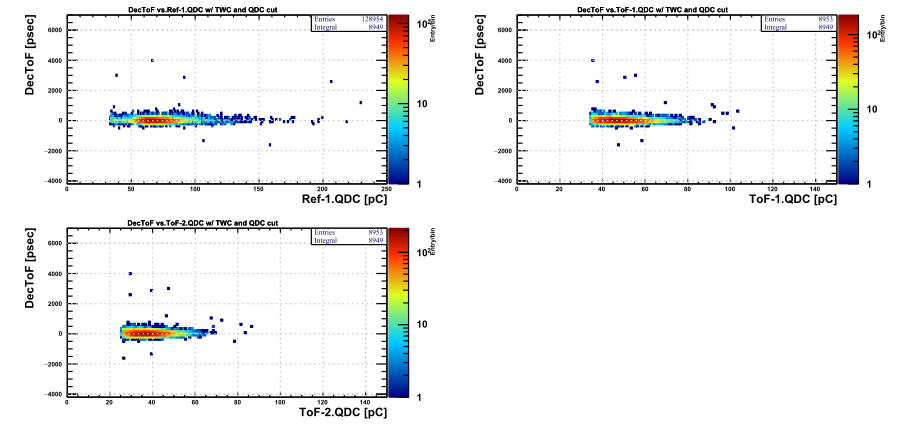 DecToF vs.Ref-1.QDC w/ TWC and QDC cut
Entries 128954
Integral 8949
DecToF [psec]
6000
4000
2000
0
−2000
−4000
0 50 100 150 200 250
Ref-1.QDC [pC]
10²
10
1
Entry/bin
DecToF vs.ToF-1.QDC w/ TWC and QDC cut
Entries 8953
Integral 8949
DecToF [psec]
6000
4000
2000
0
−2000
−4000
0 20 40 60 80 100 120 140
ToF-1.QDC [pC]
10²
10
1
Entry/bin
DecToF vs.ToF-2.QDC w/ TWC and QDC cut
Entries 8953
Integral 8949
DecToF [psec]
6000
4000
2000
0
−2000
−4000
0 20 40 60 80 100 120 140
ToF-2.QDC [pC]
10²
10
1
Entry/bin